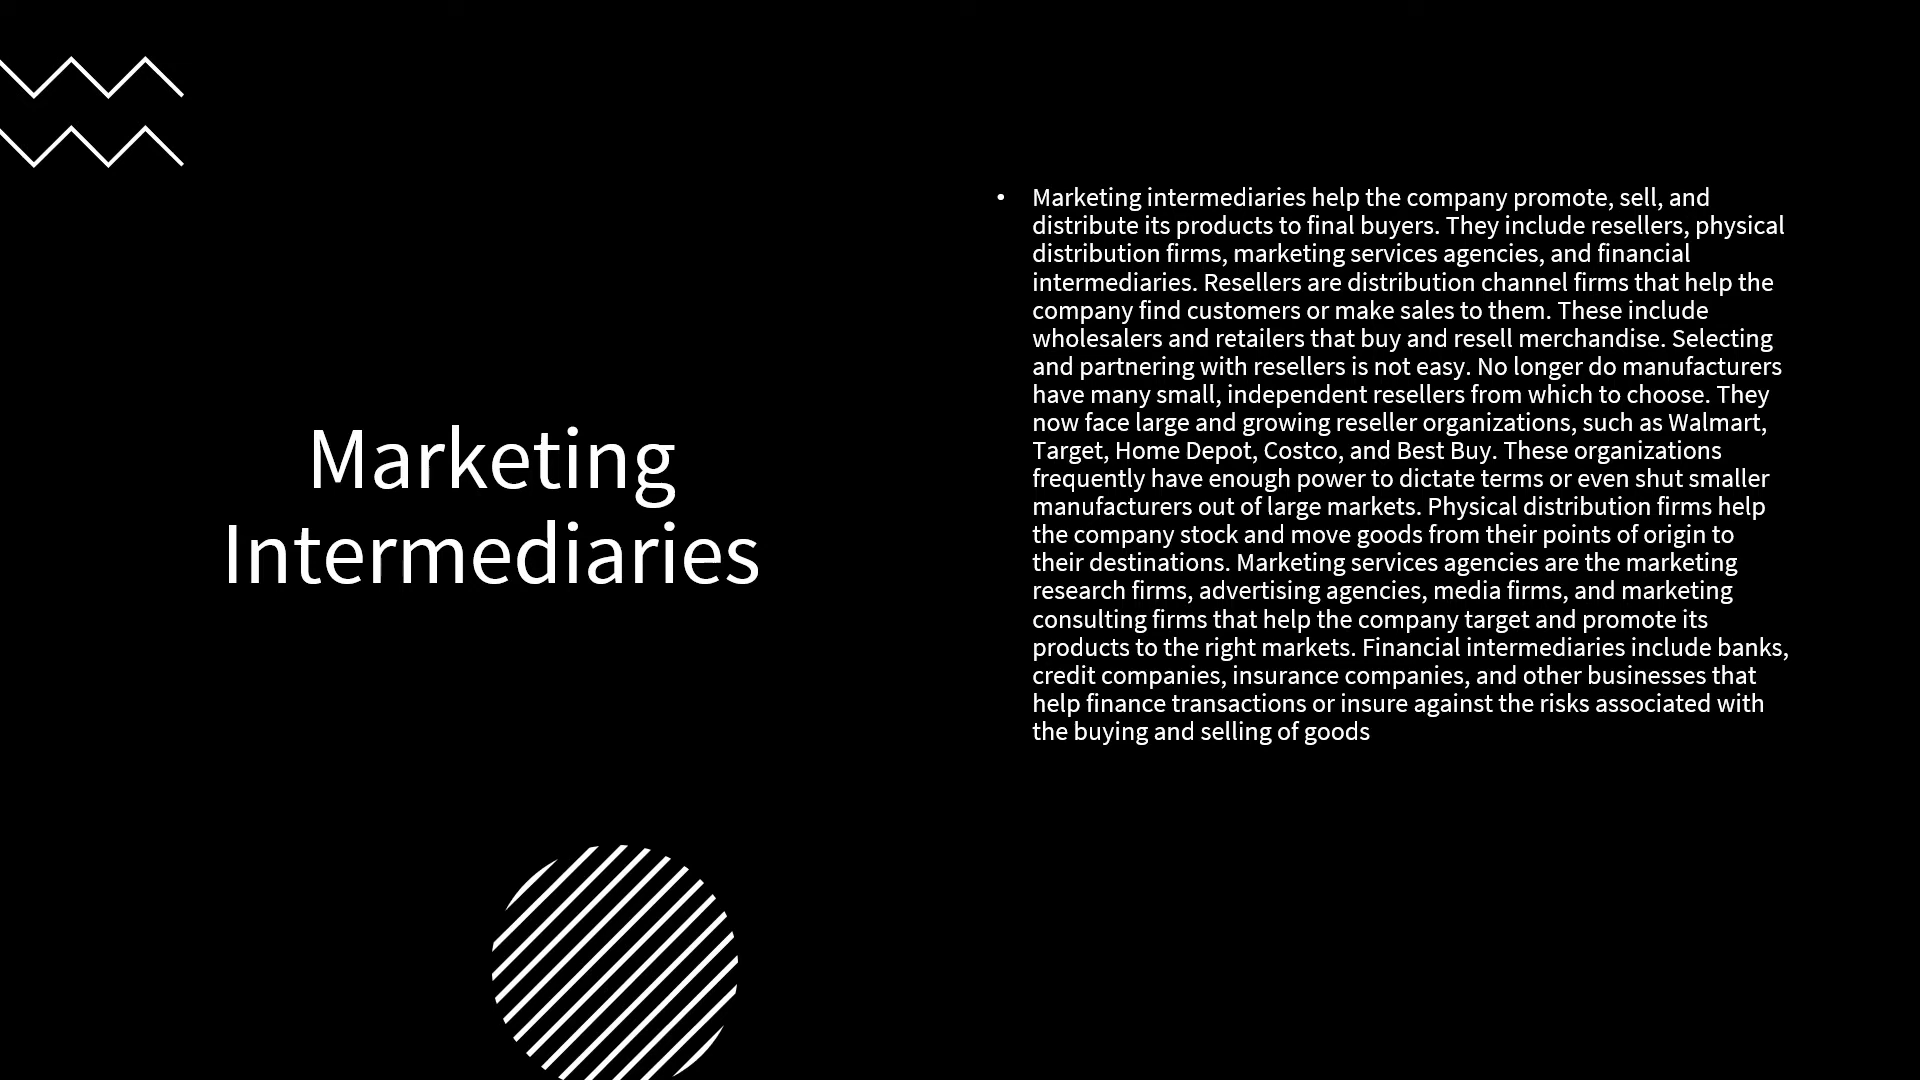 Marketing
Intermediaries
• Marketing intermediaries help the company promote, sell, and
distribute its products to final buyers. They include resellers, physical
distribution firms, marketing services agencies, and financial
intermediaries. Resellers are distribution channel firms that help the
company find customers or make sales to them. These include
wholesalers and retailers that buy and resell merchandise. Selecting
and partnering with resellers is not easy. No longer do manufacturers
have many small, independent resellers from which to choose. They
now face large and growing reseller organizations, such as Walmart,
Target, Home Depot, Costco, and Best Buy. These organizations
frequently have enough power to dictate terms or even shut smaller
manufacturers out of large markets. Physical distribution firms help
the company stock and move goods from their points of origin to
their destinations. Marketing services agencies are the marketing
research firms, advertising agencies, media firms, and marketing
consulting firms that help the company target and promote its
products to the right markets. Financial intermediaries include banks,
credit companies, insurance companies, and other businesses that
help finance transactions or insure against the risks associated with
the buying and selling of goods